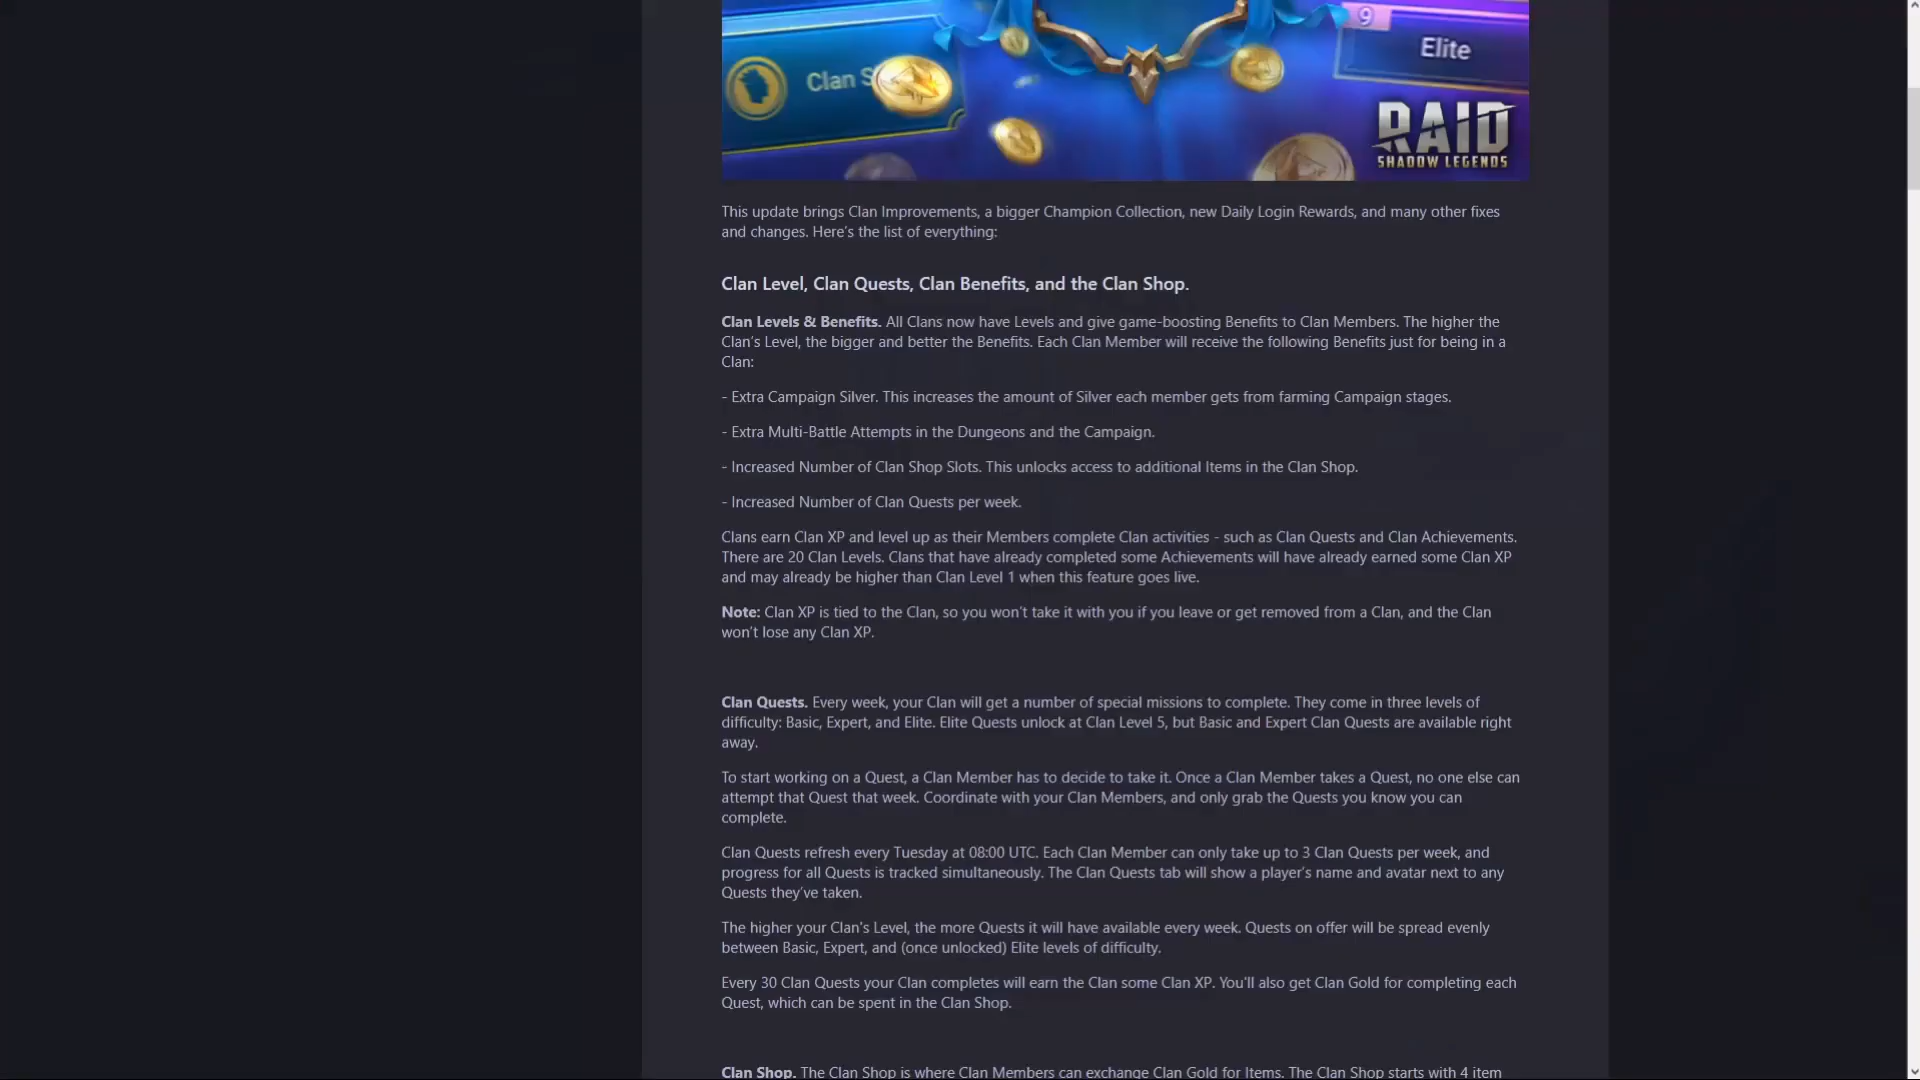 9
Elite
Clan S
RAID
SHADOW LEGENDS
This update brings Clan Improvements, a bigger Champion Collection, new Daily Login Rewards, and many other fixes
and changes. Here's the list of everything:
Clan Level, Clan Quests, Clan Benefits, and the Clan Shop.
Clan Levels & Benefits. All Clans now have Levels and give game-boosting Benefits to Clan Members. The higher the
Clan's Level, the bigger and better the Benefits. Each Clan Member will receive the following Benefits just for being in a
Clan:
- Extra Campaign Silver. This increases the amount of Silver each member gets from farming Campaign stages.
- Extra Multi-Battle Attempts in the Dungeons and the Campaign.
- Increased Number of Clan Shop Slots. This unlocks access to additional Items in the Clan Shop.
- Increased Number of Clan Quests per week.
Clans earn Clan XP and level up as their Members complete Clan activities - such as Clan Quests and Clan Achievements.
There are 20 Clan Levels. Clans that have already completed some Achievements will have already earned some Clan XP
and may already be higher than Clan Level 1 when this feature goes live.
Note: Clan XP is tied to the Clan, so you won't take it with you if you leave or get removed from a Clan, and the Clan
won't lose any Clan XP.
Clan Quests. Every week, your Clan will get a number of special missions to complete. They come in three levels of
difficulty: Basic, Expert, and Elite. Elite Quests unlock at Clan Level 5, but Basic and Expert Clan Quests are available right
away.
To start working on a Quest, a Clan Member has to decide to take it. Once a Clan Member takes a Quest, no one else can
attempt that Quest that week. Coordinate with your Clan Members, and only grab the Quests you know you can
complete.
Clan Quests refresh every Tuesday at 08:00 UTC. Each Clan Member can only take up to 3 Clan Quests per week, and
progress for all Quests is tracked simultaneously. The Clan Quests tab will show a player's name and avatar next to any
Quests they've taken.
The higher your Clan's Level, the more Quests it will have available every week. Quests on offer will be spread evenly
between Basic, Expert, and (once unlocked) Elite levels of difficulty.
Every 30 Clan Quests your Clan completes will earn the Clan some Clan XP. You'll also get Clan Gold for completing each
Quest, which can be spent in the Clan Shop.
Clan Shop. The Clan Shop is where Clan Members can exchange Clan Gold for Items. The Clan Shop starts with 4 item